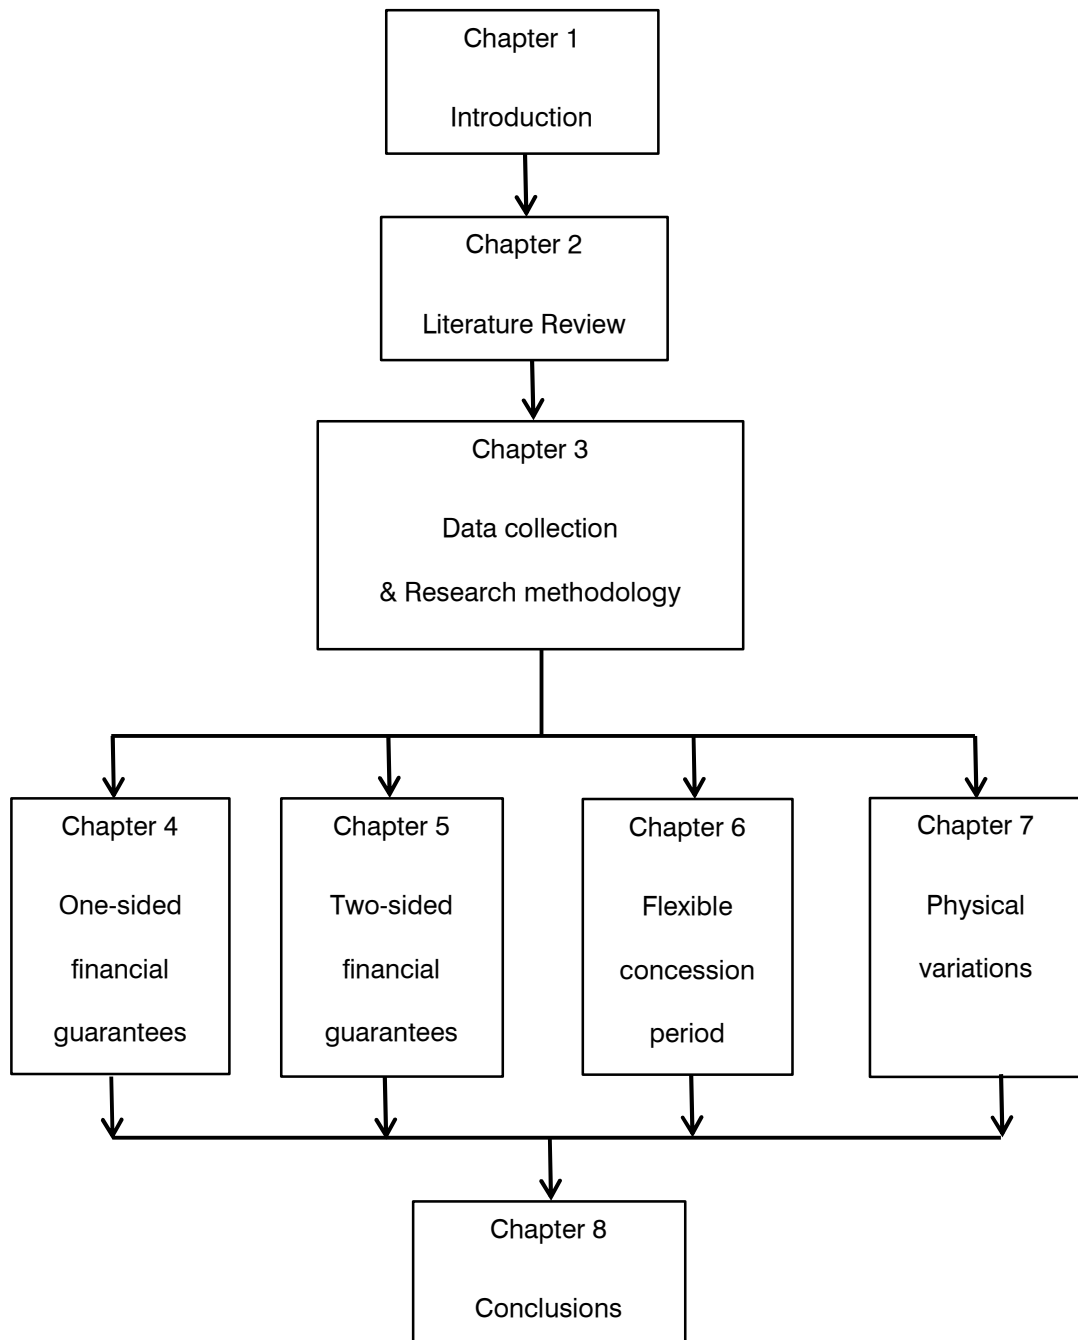 Chapter 1
Introduction
Chapter 2
Literature Review
Chapter 3
Data collection
& Research methodology
Chapter 4
One-sided
financial
guarantees
Chapter 5
Two-sided
financial
guarantees
Chapter 6
Flexible
concession
period
Chapter 7
Physical
variations
Chapter 8
Conclusions